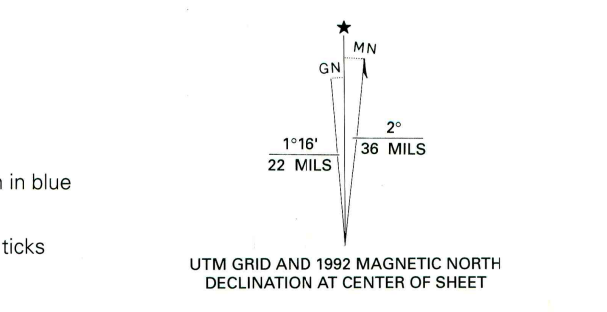 ★
MN
GN
1°16'
22 MILS
2°
36 MILS
n in blue
ticks
UTM GRID AND 1992 MAGNETIC NORTH
DECLINATION AT CENTER OF SHEET